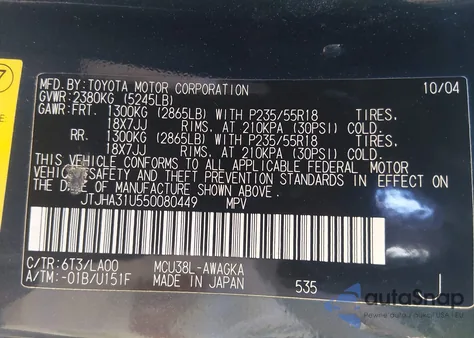 7
MFD.BY:TOYOTA MOTOR CORPORATION 10/04
GVWR:2380KG (5245LB)
GAWR:FRT. 1300KG (2865LB) WITH P235/55R18 TIRES,
18X7JJ RIMS, AT 210KPA (30PSI) COLD.
RR. 1300KG (2865LB) WITH P235/55R18 TIRES,
18X7JJ RIMS, AT 210KPA (30PSI) COLD.
THIS VEHICLE CONFORMS TO ALL APPLICABLE FEDERAL MOTOR
VEHICLE SAFETY AND THEFT PREVENTION STANDARDS IN EFFECT ON
THE DATE OF MANUFACTURE SHOWN ABOVE.
JTJHA31U550080449 MPV
C/TR:6T3/LA00 MCU38L-AWAGKA
A/TM:-01B/U151F MADE IN JAPAN 535
autoSnap